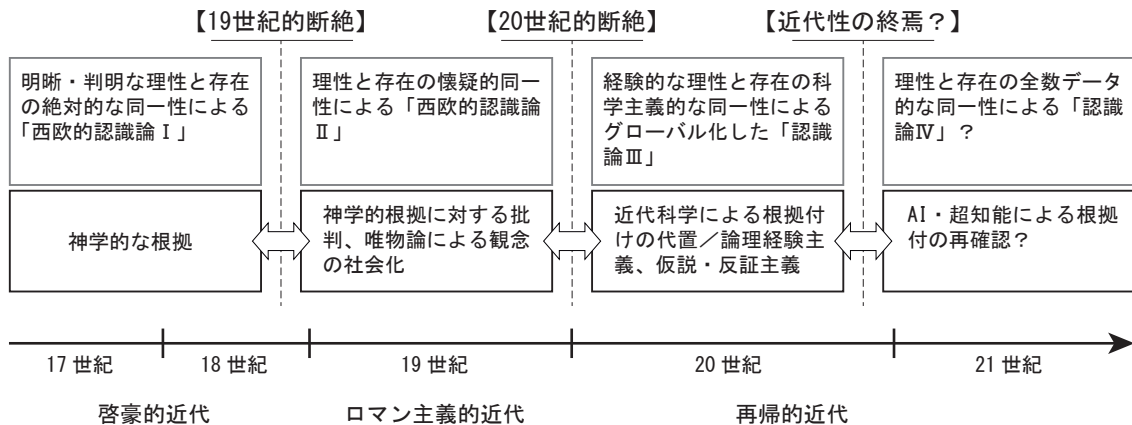 【19世紀的断絶】
【20世紀的断絶】
【近代性の終焉？】
明晰・判明な理性と存在
の絶対的な同一性による
「西欧的認識論Ⅰ」
理性と存在の懐疑的同一
性による「西欧的認識論
Ⅱ」
経験的な理性と存在の科
学主義的な同一性による
グローバル化した「認識
論Ⅲ」
理性と存在の全数データ
的な同一性による「認識
論Ⅳ」？
神学的な根拠
神学的根拠に対する批
判、唯物論による観念
の社会化
近代科学による根拠付
けの代置／論理経験主
義、仮説・反証主義
AI・超知能による根拠
付の再確認？
17世紀
18世紀
19世紀
20世紀
21世紀
啓豪的近代
ロマン主義的近代
再帰的近代